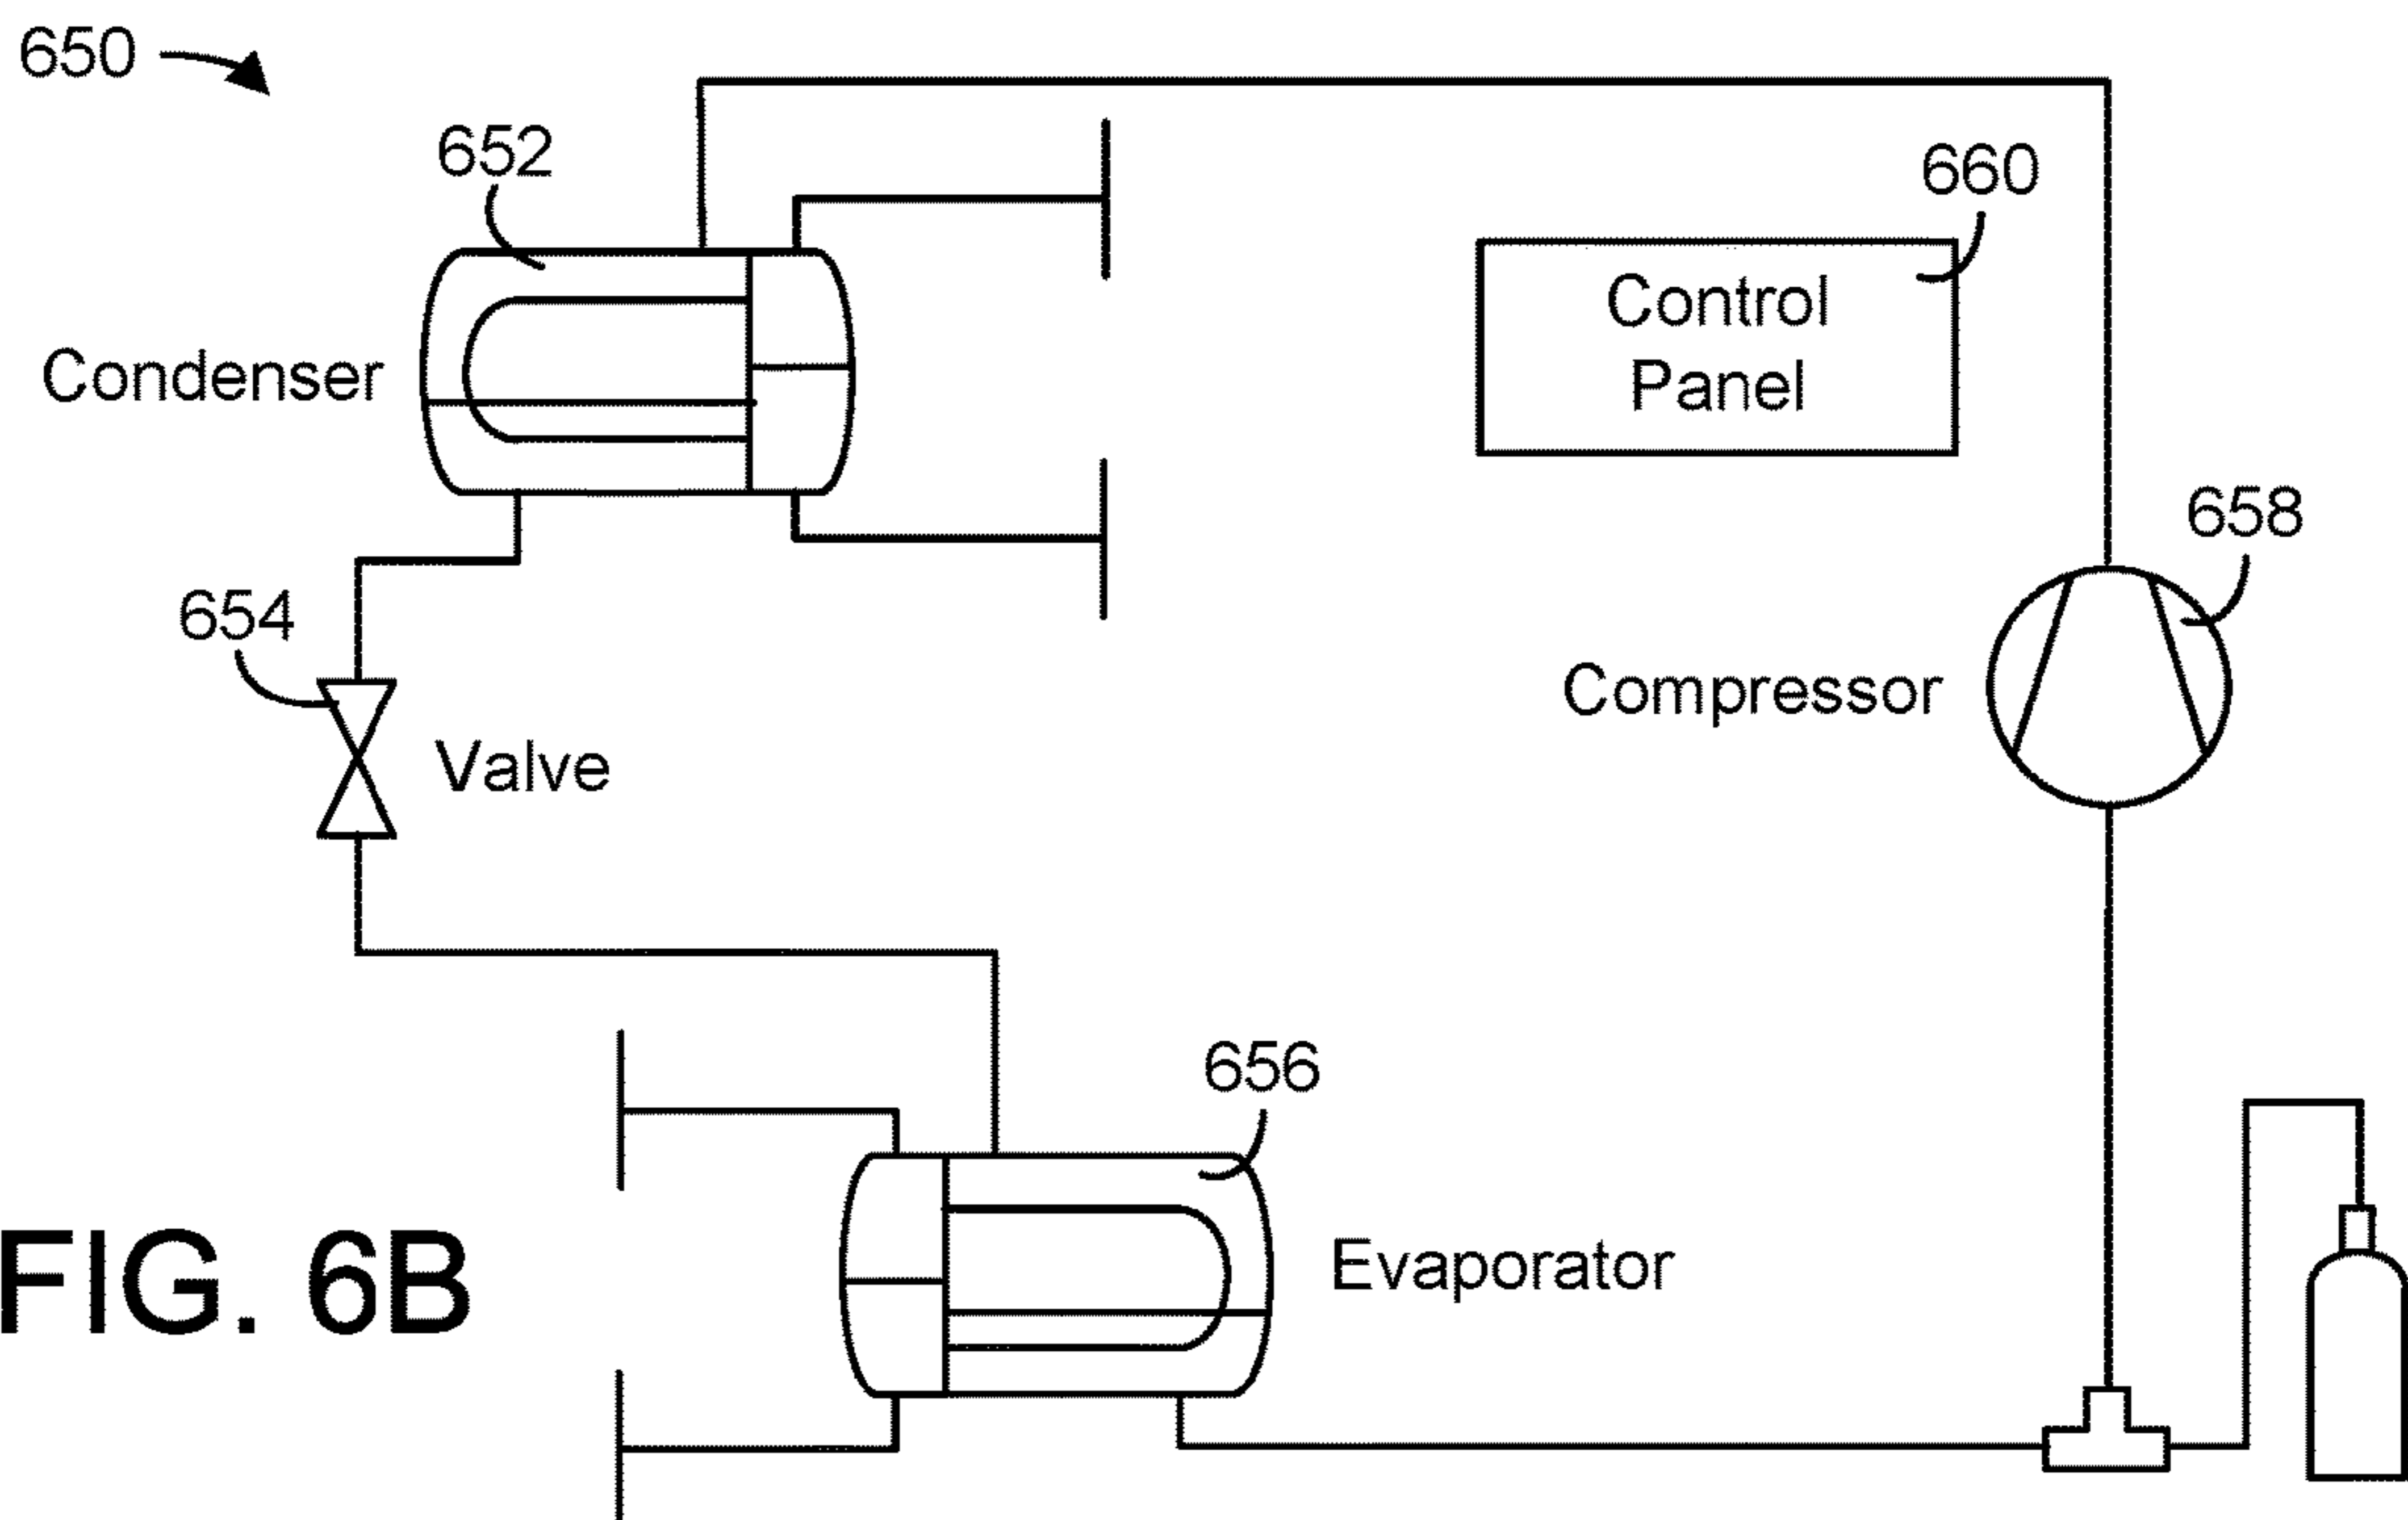 650
652
660
Control
Panel
Condenser
658
654
Compressor
Valve
656
Evaporator
FIG. 6B